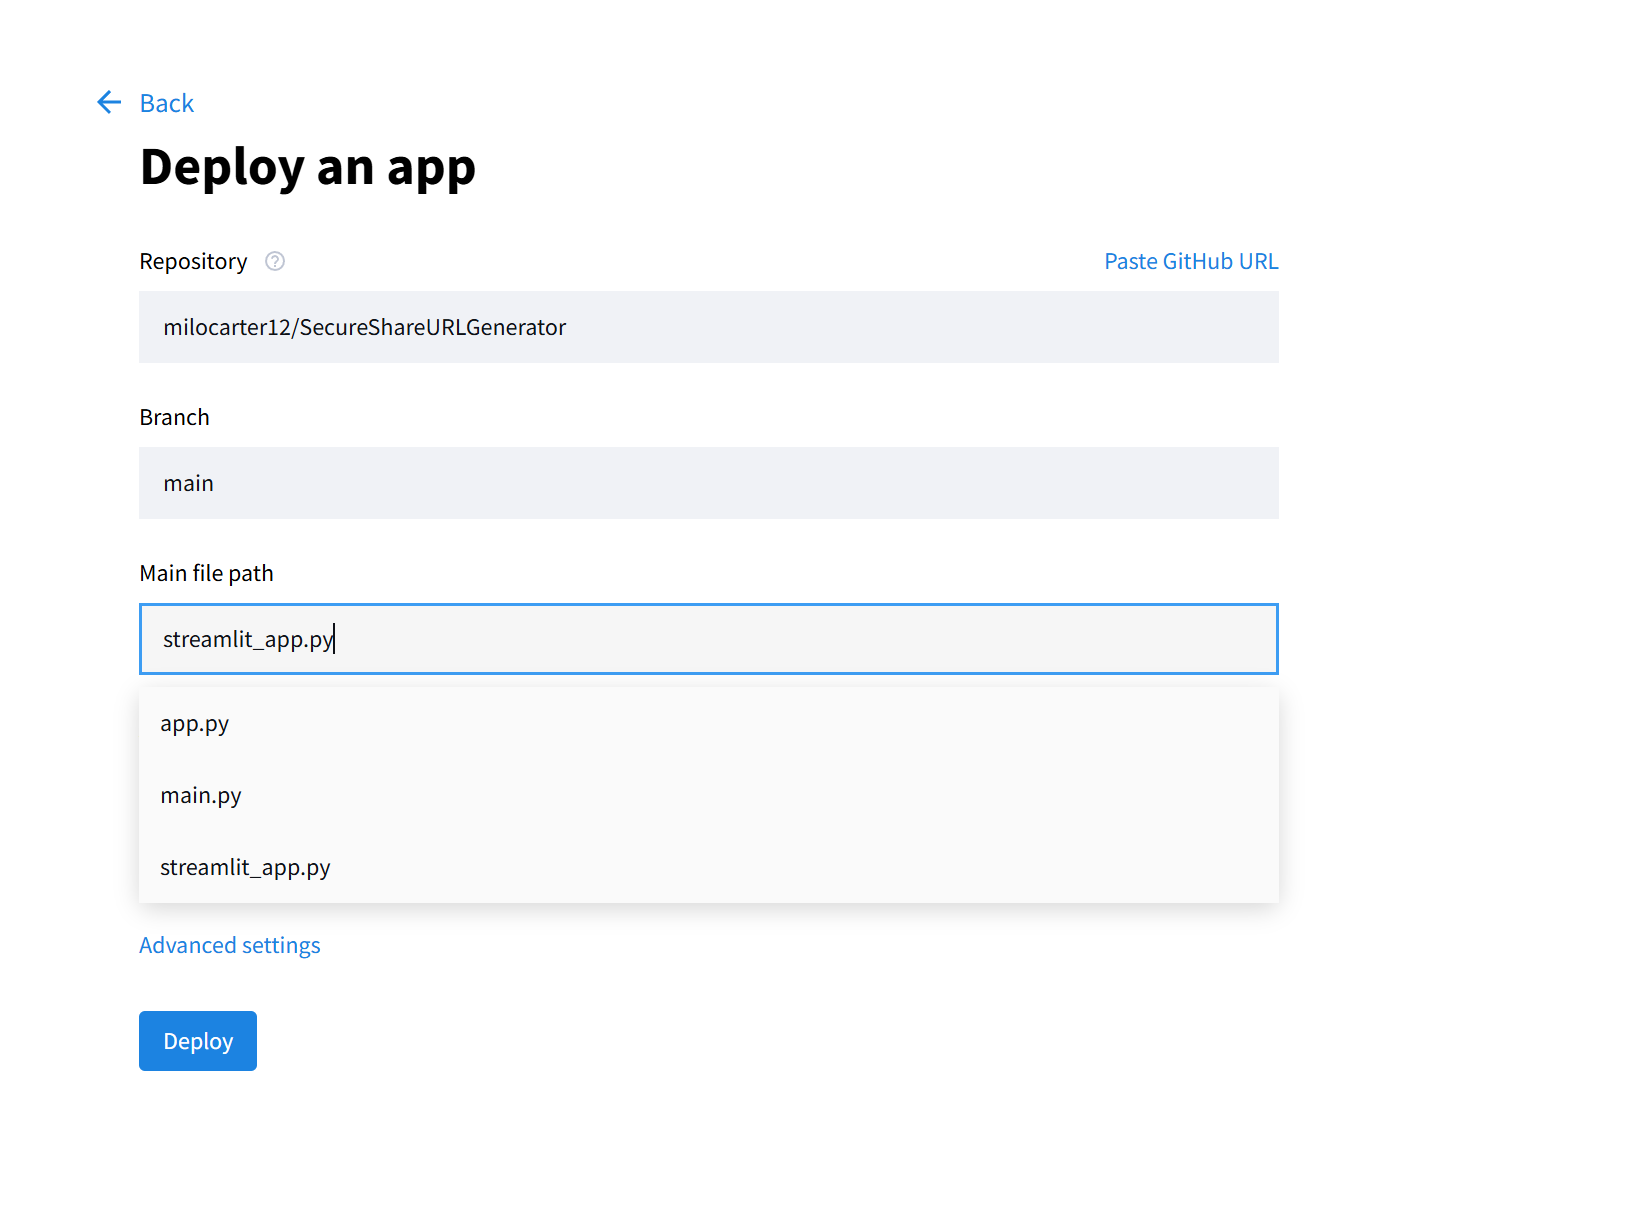 Back
Deploy an app
Repository
Paste GitHub URL
milocarter12/SecureShareURLGenerator
Branch
main
Main file path
streamlit_app.py
app.py
main.py
streamlit_app.py
Advanced settings
Deploy